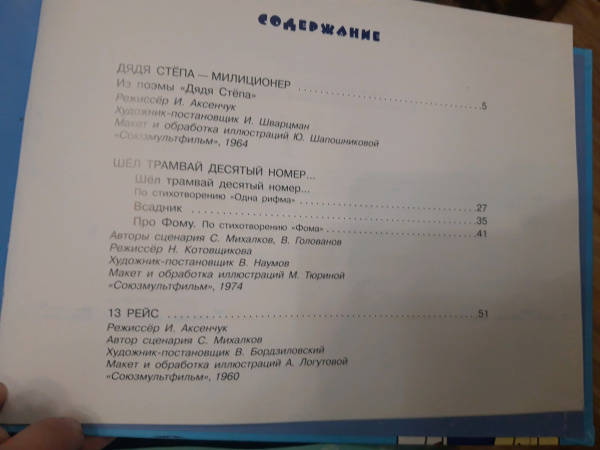 СОДЕРЖАНИЕ
ДЯДЯ СТЁПА — МИЛИЦИОНЕР
Из поэмы «Дядя Стёпа» 5
Режиссёр И. Аксенчук
Художник-постановщик И. Шварцман
Макет и обработка иллюстраций Ю. Шапошниковой
«Союзмультфильм», 1964
ШЁЛ ТРАМВАЙ ДЕСЯТЫЙ НОМЕР...
Шёл трамвай десятый номер...
По стихотворению «Одна рифма» 27
Всадник 35
Про Фому. По стихотворению «Фома» 41
Авторы сценария С. Михалков, В. Голованов
Режиссёр Н. Котовщикова
Художник-постановщик В. Наумов
Макет и обработка иллюстраций М. Тюриной
«Союзмультфильм», 1974
13 РЕЙС 51
Режиссёр И. Аксенчук
Автор сценария С. Михалков
Художник-постановщик В. Бордзиловский
Макет и обработка иллюстраций А. Логутовой
«Союзмультфильм», 1960